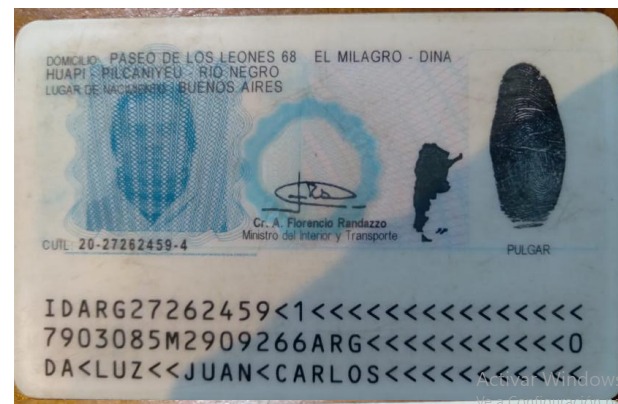 DOMICILIO: PASEO DE LOS LEONES 68 EL MILAGRO - DINA
HUAPI PILCANIYEU - RIO NEGRO
LUGAR DE NACIMIENTO: BUENOS AIRES
Cr. A. Florencio Randazzo
Ministro del Interior y Transporte
CUIL: 20-27262459-4
PULGAR
IDARG27262459<1<<<<<<<<<<<<<<<
7903085M2909266ARG<<<<<<<<<<<0
DA<LUZ<<JUAN<CARLOS<<<<<<<<<<<
Activar Windows